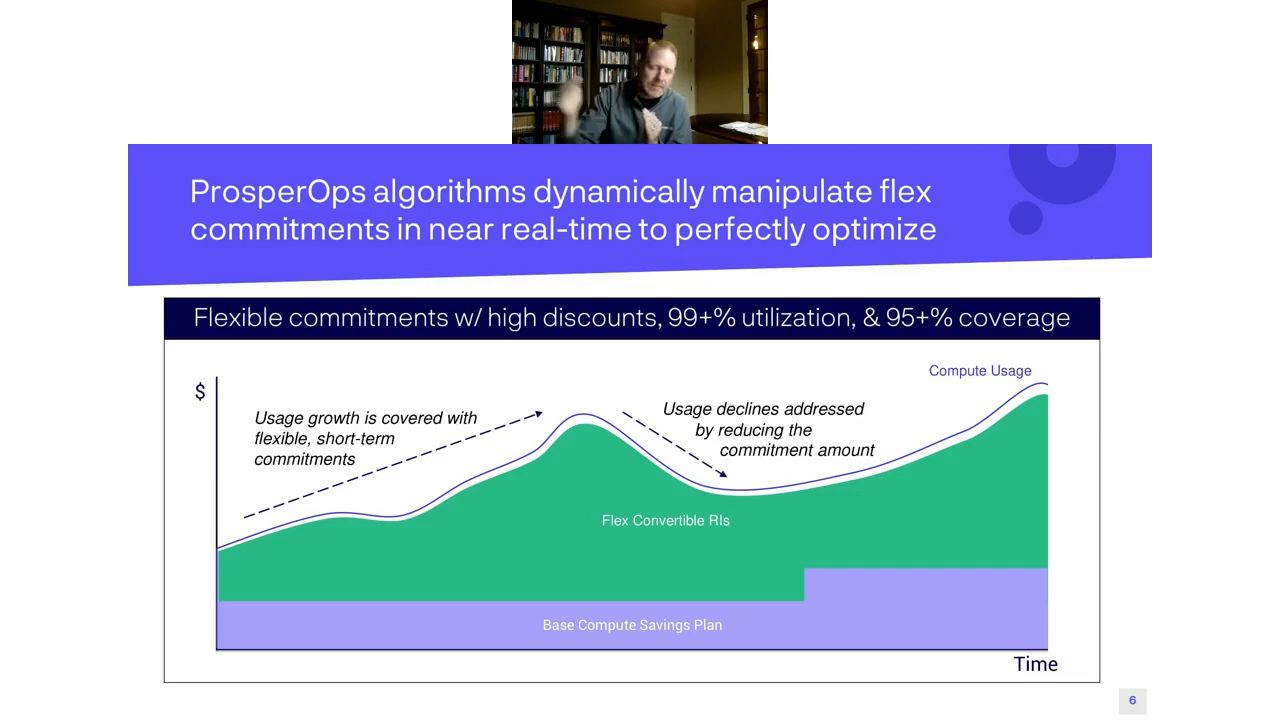 ProsperOps algorithms dynamically manipulate flex
commitments in near real-time to perfectly optimize
Flexible commitments w/ high discounts, 99+% utilization, & 95+% coverage
$
Compute Usage
Usage growth is covered with
flexible, short-term
commitments
Usage declines addressed
by reducing the
commitment amount
Flex Convertible RIs
Base Compute Savings Plan
Time
6